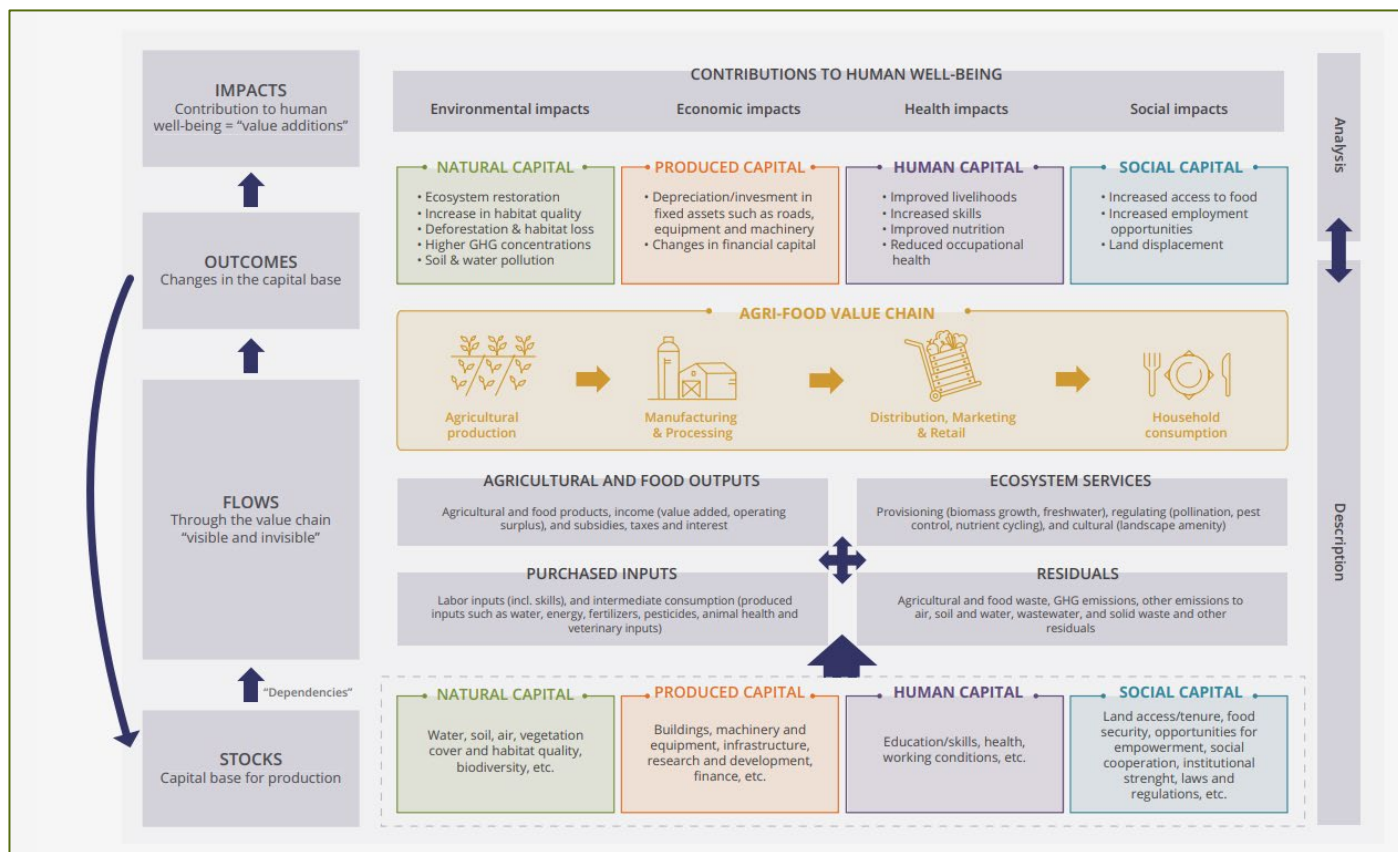 IMPACTS
Contribution to human
well-being = “value additions”
OUTCOMES
Changes in the capital base
FLOWS
Through the value chain
“visible and invisible”
“Dependencies”
STOCKS
Capital base for production
CONTRIBUTIONS TO HUMAN WELL-BEING
Environmental impacts
Economic impacts
Health impacts
Social impacts
NATURAL CAPITAL
• Ecosystem restoration
• Increase in habitat quality
• Deforestation & habitat loss
• Higher GHG concentrations
• Soil & water pollution
PRODUCED CAPITAL
• Depreciation/invesment in
fixed assets such as roads,
equipment and machinery
• Changes in financial capital
HUMAN CAPITAL
• Improved livelihoods
• Increased skills
• Improved nutrition
• Reduced occupational
health
SOCIAL CAPITAL
• Increased access to food
• Increased employment
opportunities
• Land displacement
AGRI-FOOD VALUE CHAIN
Agricultural
production
Manufacturing
& Processing
Distribution, Marketing
& Retail
Household
consumption
AGRICULTURAL AND FOOD OUTPUTS
Agricultural and food products, income (value added, operating
surplus), and subsidies, taxes and interest
ECOSYSTEM SERVICES
Provisioning (biomass growth, freshwater), regulating (pollination, pest
control, nutrient cycling), and cultural (landscape amenity)
PURCHASED INPUTS
Labor inputs (incl. skills), and intermediate consumption (produced
inputs such as water, energy, fertilizers, pesticides, animal health and
veterinary inputs)
RESIDUALS
Agricultural and food waste, GHG emissions, other emissions to
air, soil and water, wastewater, and solid waste and other
residuals
NATURAL CAPITAL
Water, soil, air, vegetation
cover and habitat quality,
biodiversity, etc.
PRODUCED CAPITAL
Buildings, machinery and
equipment, infrastructure,
research and development,
finance, etc.
HUMAN CAPITAL
Education/skills, health,
working conditions, etc.
SOCIAL CAPITAL
Land access/tenure, food
security, opportunities for
empowerment, social
cooperation, institutional
strenght, laws and
regulations, etc.
Analysis
Description